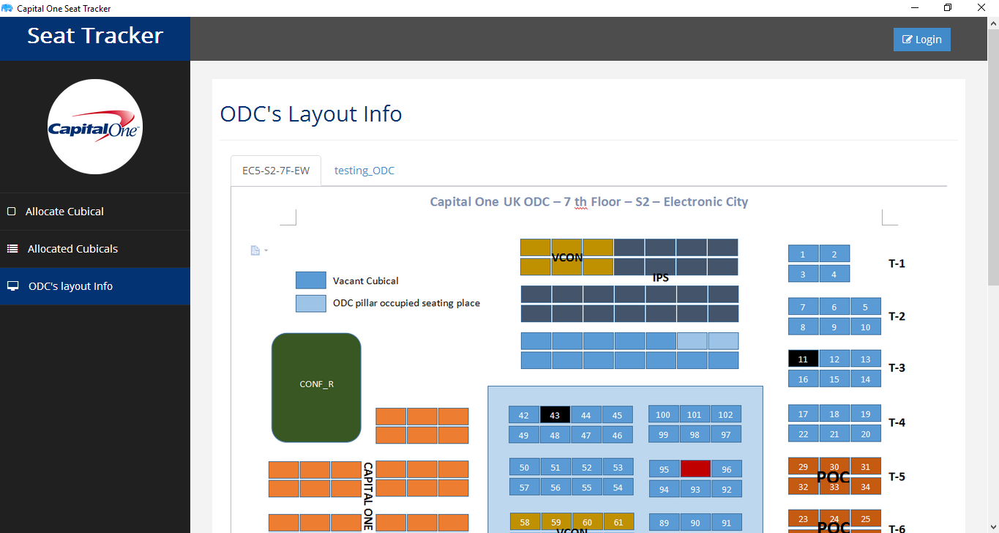 Capital One Seat Tracker
Seat Tracker
Login
CapitalOne
Allocate Cubical
Allocated Cubicals
ODC's layout Info
ODC's Layout Info
EC5-S2-7F-EW
testing_ODC
Capital One UK ODC – 7 th Floor – S2 – Electronic City
Vacant Cubical
ODC pillar occupied seating place
CONF_R
CAPITAL ONE
VCON
IPS
42 43 44 45
49 48 47 46
50 51 52 53
57 56 55 54
58 59 60 61
VCON
100 101 102
99 98 97
95 96
94 93 92
89 90 91
1 2
3 4
T-1
7 6 5
8 9 10
T-2
11 12 13
16 15 14
T-3
17 18 19
22 21 20
T-4
29 30 31
POC
32 33 34
T-5
23 24 25
POC
T-6